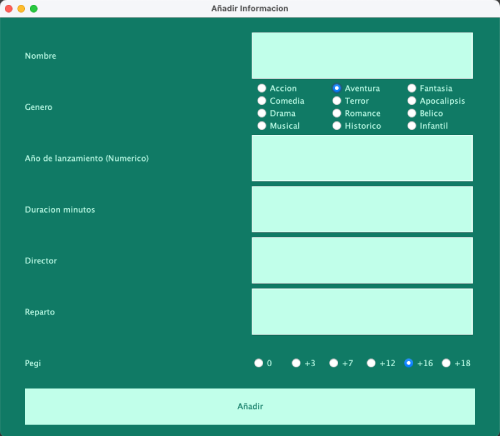 Añadir Informacion
Nombre
Genero
Accion Aventura Fantasia
Comedia Terror Apocalipsis
Drama Romance Belico
Musical Historico Infantil
Año de lanzamiento (Numerico)
Duracion minutos
Director
Reparto
Pegi
0 +3 +7 +12 +16 +18
Añadir